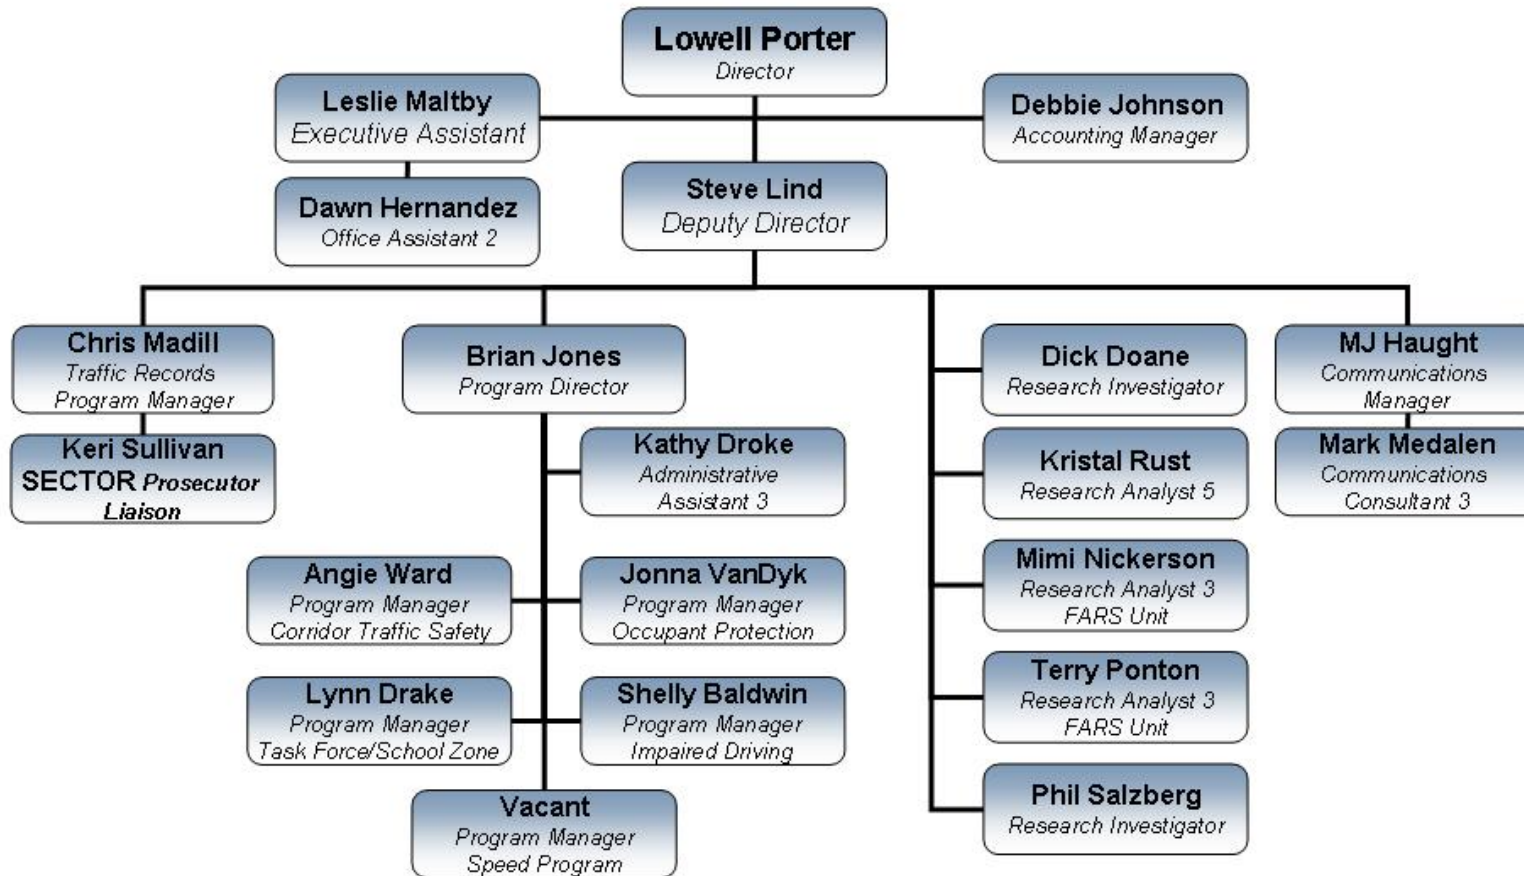 Lowell Porter
Director
Leslie Maltby
Executive Assistant
Debbie Johnson
Accounting Manager
Dawn Hernandez
Office Assistant 2
Steve Lind
Deputy Director
Chris Madill
Traffic Records
Program Manager
Keri Sullivan
SECTOR Prosecutor
Liaison
Brian Jones
Program Director
Kathy Droke
Administrative
Assistant 3
Angie Ward
Program Manager
Corridor Traffic Safety
Jonna VanDyk
Program Manager
Occupant Protection
Lynn Drake
Program Manager
Task Force/School Zone
Shelly Baldwin
Program Manager
Impaired Driving
Vacant
Program Manager
Speed Program
Dick Doane
Research Investigator
Kristal Rust
Research Analyst 5
Mimi Nickerson
Research Analyst 3
FARS Unit
Terry Ponton
Research Analyst 3
FARS Unit
Phil Salzberg
Research Investigator
MJ Haught
Communications
Manager
Mark Medalen
Communications
Consultant 3